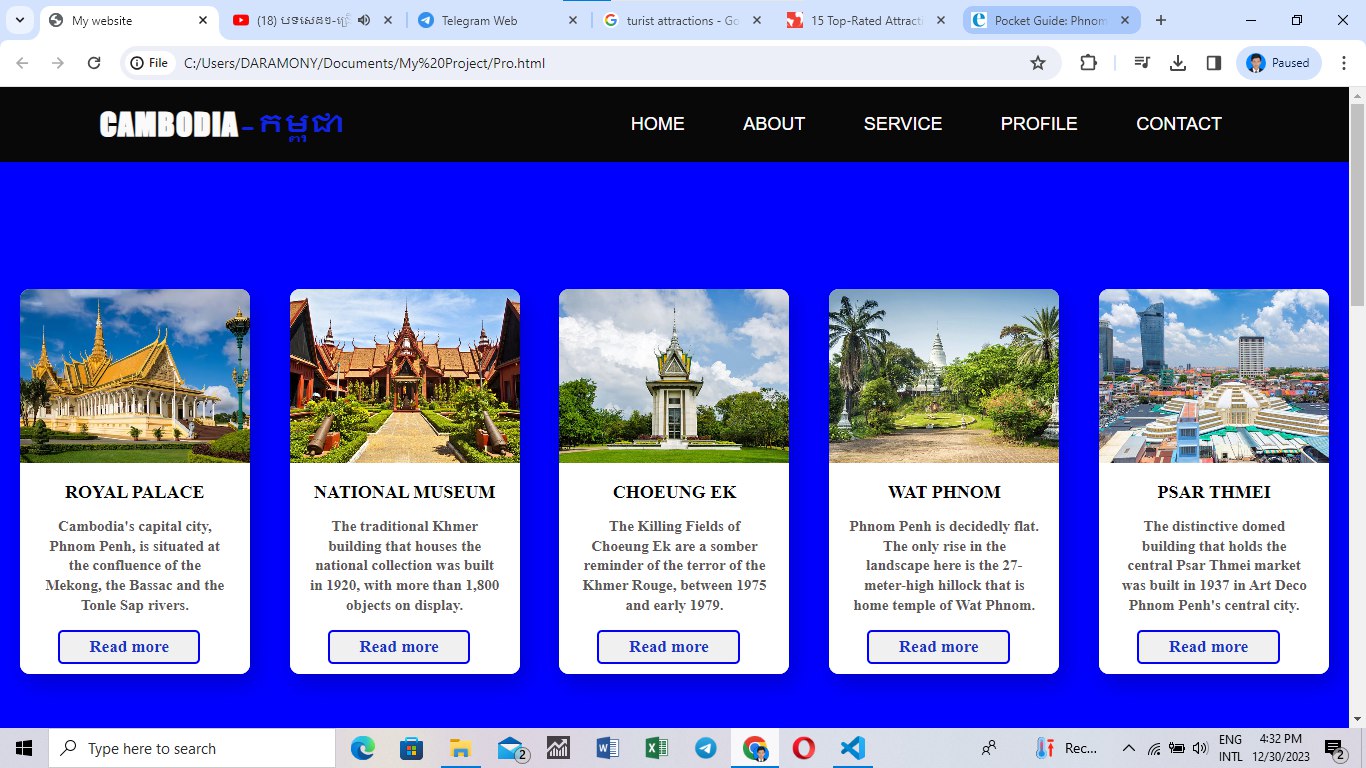 My website
(18) បទសេតខ-ប្រែ
Telegram Web
turist attractions - Go
15 Top-Rated Attract
Pocket Guide: Phnom
File
C:/Users/DARAMONY/Documents/My%20Project/Pro.html
Paused
CAMBODIA - កម្ពុជា
HOME
ABOUT
SERVICE
PROFILE
CONTACT
ROYAL PALACE
Cambodia's capital city,
Phnom Penh, is situated at
the confluence of the
Mekong, the Bassac and the
Tonle Sap rivers.
Read more
NATIONAL MUSEUM
The traditional Khmer
building that houses the
national collection was built
in 1920, with more than 1,800
objects on display.
Read more
CHOEUNG EK
The Killing Fields of
Choeung Ek are a somber
reminder of the terror of the
Khmer Rouge, between 1975
and early 1979.
Read more
WAT PHNOM
Phnom Penh is decidedly flat.
The only rise in the
landscape here is the 27-
meter-high hillock that is
home temple of Wat Phnom.
Read more
PSAR THMEI
The distinctive domed
building that holds the
central Psar Thmei market
was built in 1937 in Art Deco
Phnom Penh's central city.
Read more
Type here to search
2
Rec...
ENG
INTL
4:32 PM
12/30/2023
2